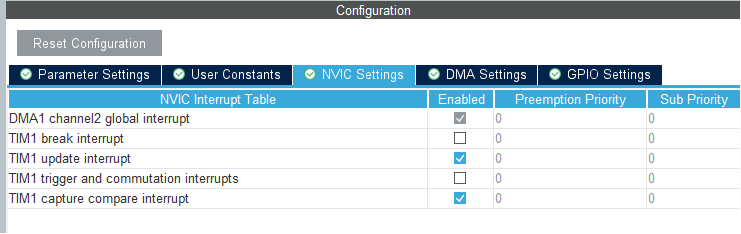 Configuration
Reset Configuration
Parameter Settings User Constants NVIC Settings DMA Settings GPIO Settings
NVIC Interrupt Table Enabled Preemption Priority Sub Priority
DMA1 channel2 global interrupt 0 0
TIM1 break interrupt 0 0
TIM1 update interrupt 0 0
TIM1 trigger and commutation interrupts 0 0
TIM1 capture compare interrupt 0 0